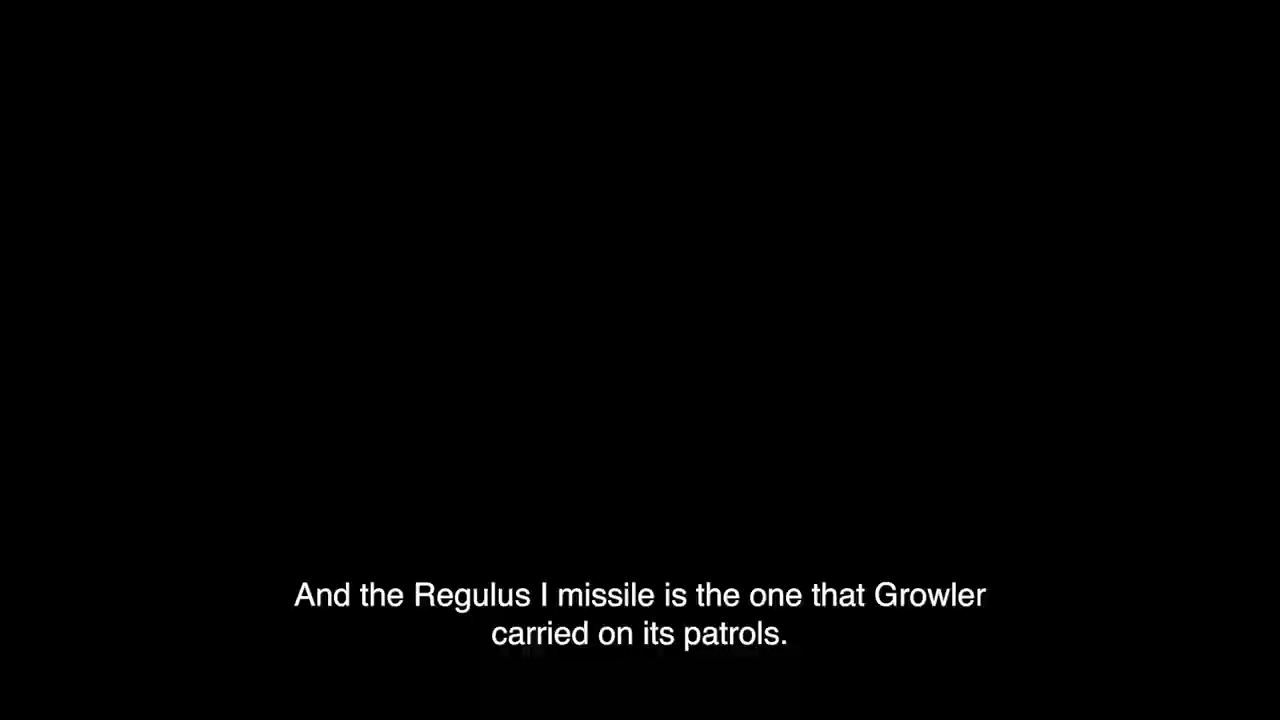 And the Regulus I missile is the one that Growler
carried on its patrols.